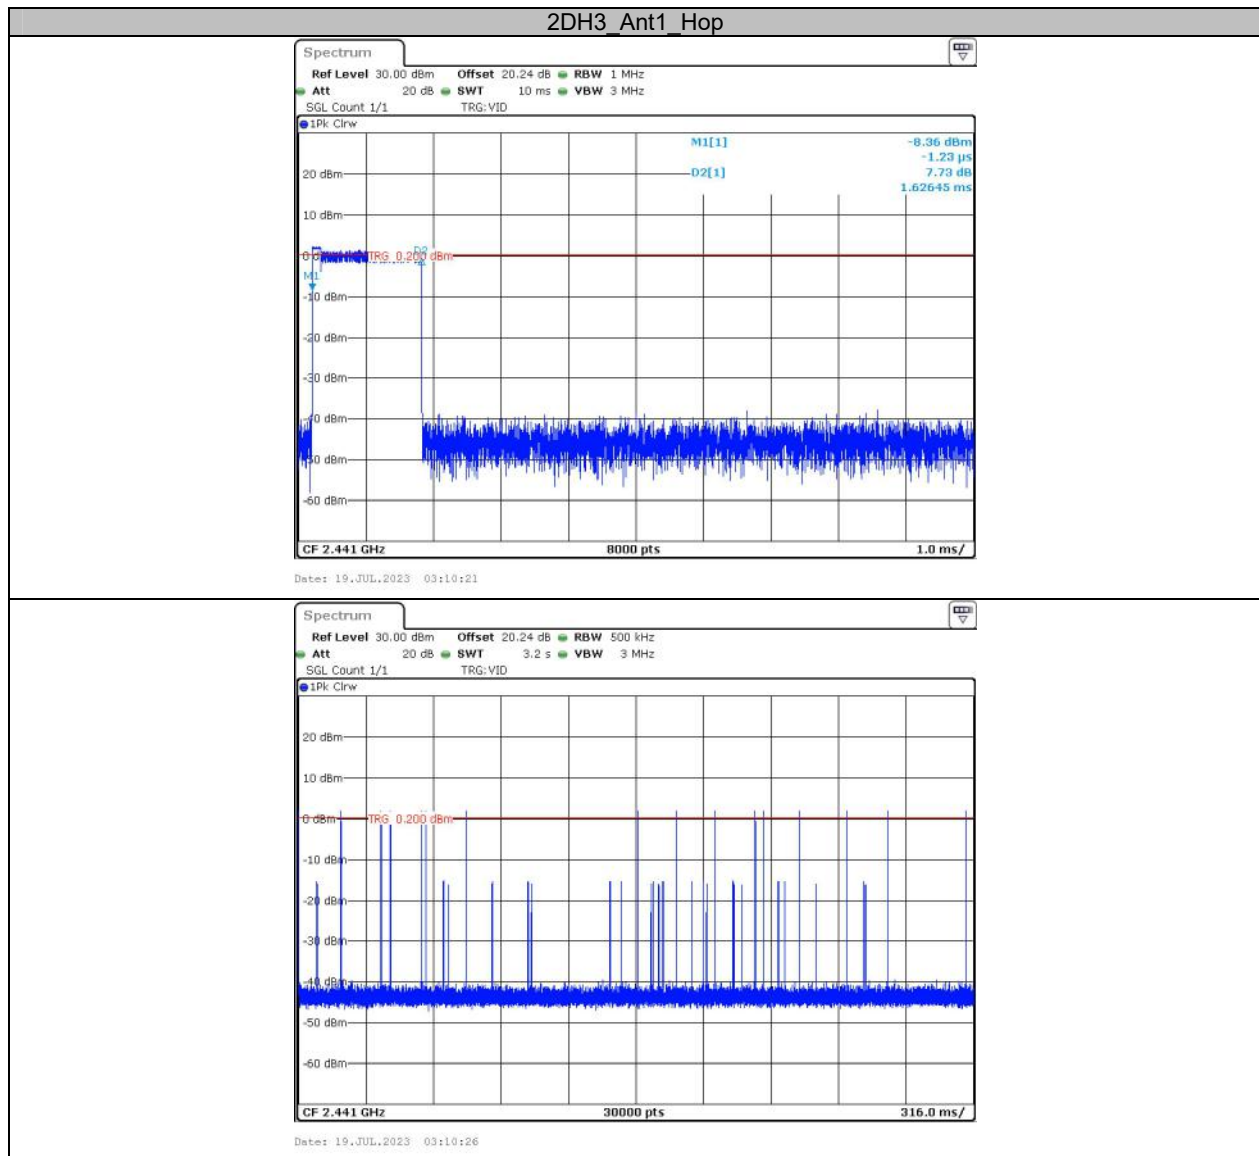 2DH3_Ant1_Hop
Spectrum
Ref Level 30.00 dBm Offset 20.24 dB RBW 1 MHz
Att 20 dB SWT 10 ms VBW 3 MHz
SGL Count 1/1 TRG:VID
1Pk Clrw
M1[1] -8.36 dBm
-1.23 µs
20 dBm D2[1] 7.73 dB
1.62645 ms
10 dBm
D2
0 dBm TRG 0.200 dBm
M1
-10 dBm
-20 dBm
-30 dBm
-40 dBm
-50 dBm
-60 dBm
CF 2.441 GHz 8000 pts 1.0 ms/
Date: 19.JUL.2023 03:10:21
Spectrum
Ref Level 30.00 dBm Offset 20.24 dB RBW 500 kHz
Att 20 dB SWT 3.2 s VBW 3 MHz
SGL Count 1/1 TRG:VID
1Pk Clrw
20 dBm
10 dBm
0 dBm TRG 0.200 dBm
-10 dBm
-20 dBm
-30 dBm
-40 dBm
-50 dBm
-60 dBm
CF 2.441 GHz 30000 pts 316.0 ms/
Date: 19.JUL.2023 03:10:26